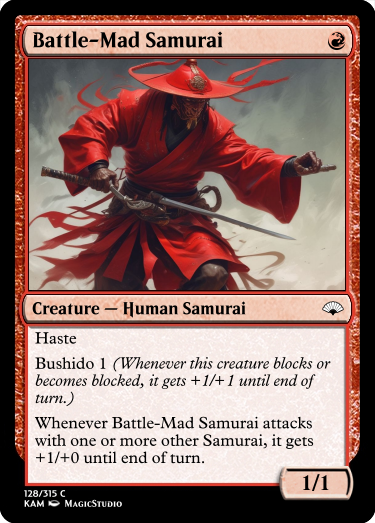 Battle-Mad Samurai
Creature — Human Samurai
Haste
Bushido 1 (Whenever this creature blocks or
becomes blocked, it gets +1/+1 until end of
turn.)
Whenever Battle-Mad Samurai attacks
with one or more other Samurai, it gets
+1/+0 until end of turn.
1/1
128/315 C
KAM MagicStudio